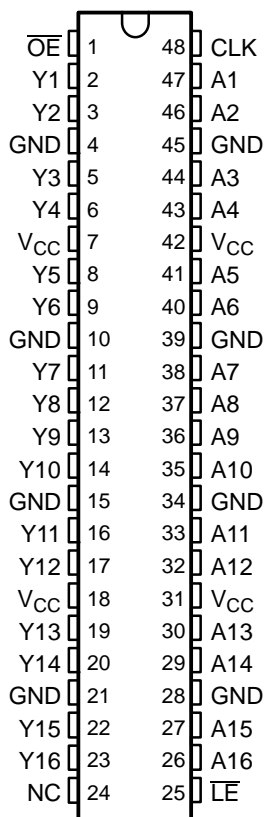 O̅E̅ 1 48 CLK
Y1 2 47 A1
Y2 3 46 A2
GND 4 45 GND
Y3 5 44 A3
Y4 6 43 A4
VCC 7 42 VCC
Y5 8 41 A5
Y6 9 40 A6
GND 10 39 GND
Y7 11 38 A7
Y8 12 37 A8
Y9 13 36 A9
Y10 14 35 A10
GND 15 34 GND
Y11 16 33 A11
Y12 17 32 A12
VCC 18 31 VCC
Y13 19 30 A13
Y14 20 29 A14
GND 21 28 GND
Y15 22 27 A15
Y16 23 26 A16
NC 24 25 L̅E̅